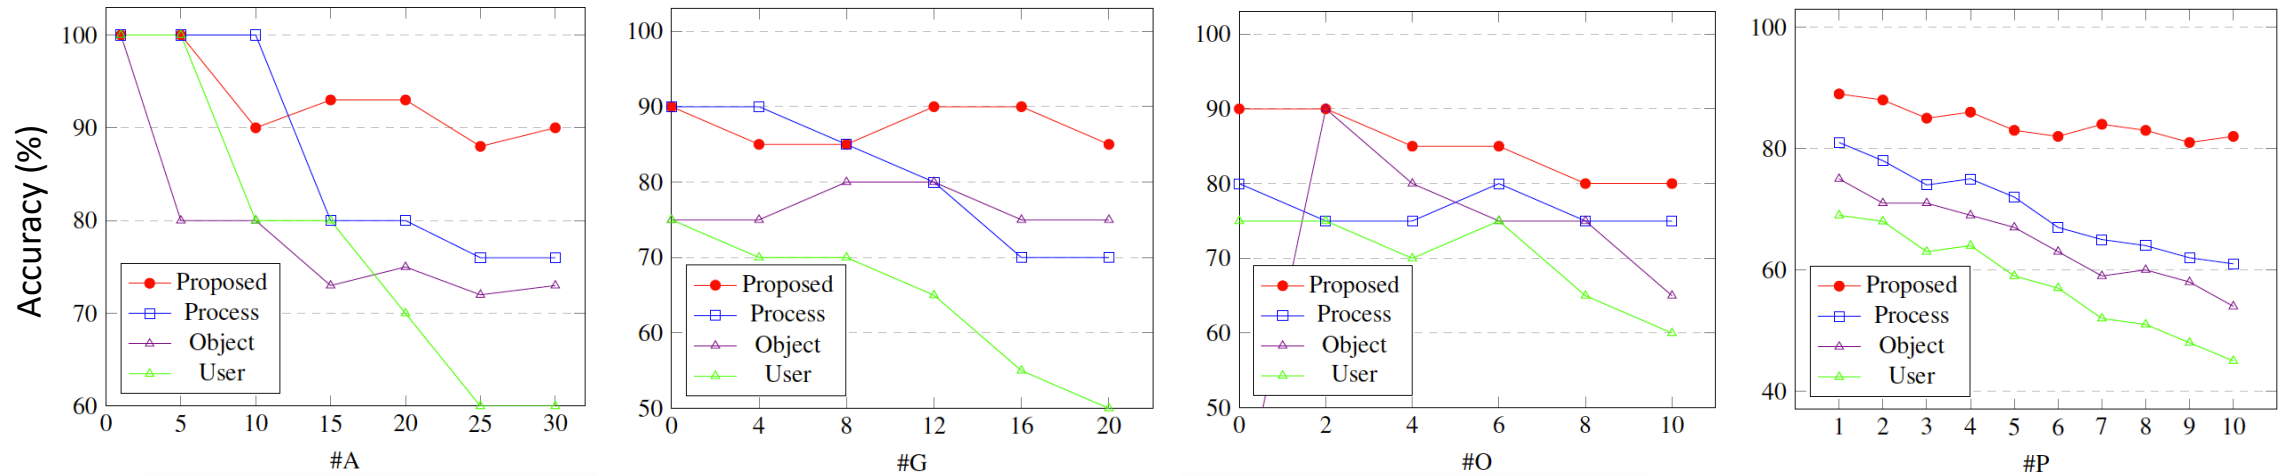 Accuracy (%)
100
90
80
70
60
0
5
10
15
20
25
30
#A
Proposed
Process
Object
User
100
90
80
70
60
50
0
4
8
12
16
20
#G
Proposed
Process
Object
User
100
90
80
70
60
50
0
2
4
6
8
10
#O
Proposed
Process
Object
User
100
80
60
40
1
2
3
4
5
6
7
8
9
10
#P
Proposed
Process
Object
User